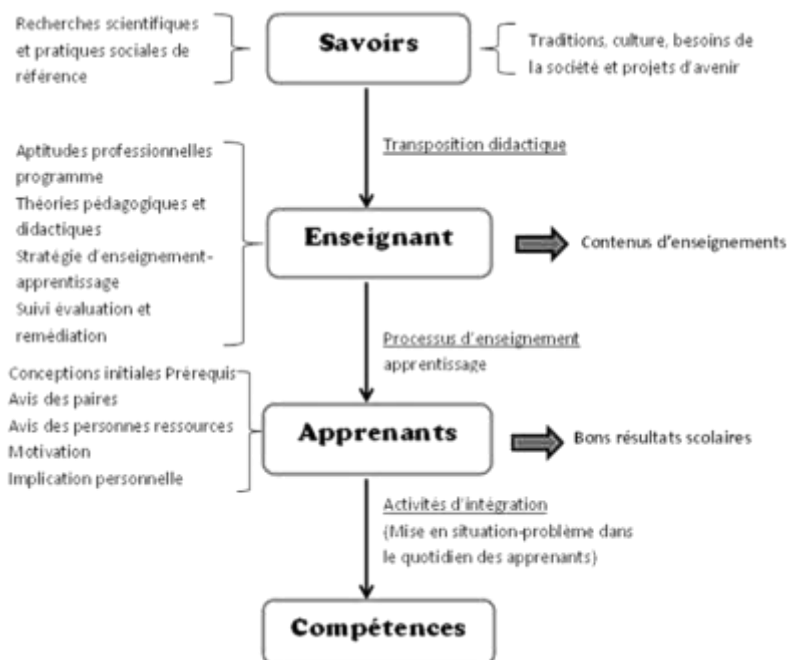 Recherches scientifiques
et pratiques sociales de
référence
Savoirs
Traditions, culture, besoins de
la société et projets d'avenir
Transposition didactique
Aptitudes professionnelles
programme
Théories pédagogiques et
didactiques
Stratégie d'enseignement-
apprentissage
Suivi évaluation et
remédiation
Enseignant
Contenus d'enseignements
Processus d'enseignement
apprentissage
Conceptions initiales Prérequis
Avis des paires
Avis des personnes ressources
Motivation
Implication personnelle
Apprenants
Bons résultats scolaires
Activités d'intégration
(Mise en situation-problème dans
le quotidien des apprenants)
Compétences